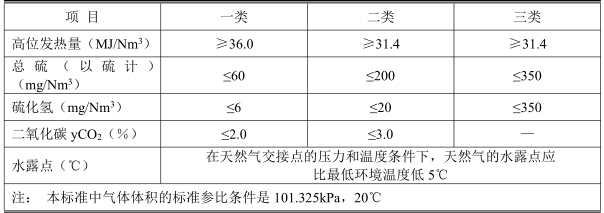 项 目 一类 二类 三类
高位发热量（MJ/Nm³） ≥36.0 ≥31.4 ≥31.4
总硫（以硫计）
（mg/Nm³） ≤60 ≤200 ≤350
硫化氢（mg/Nm³） ≤6 ≤20 ≤350
二氧化碳 yCO₂（%） ≤2.0 ≤3.0 —
水露点（℃） 在天然气交接点的压力和温度条件下，天然气的水露点应
比最低环境温度低 5℃
注： 本标准中气体体积的标准参比条件是 101.325kPa，20℃